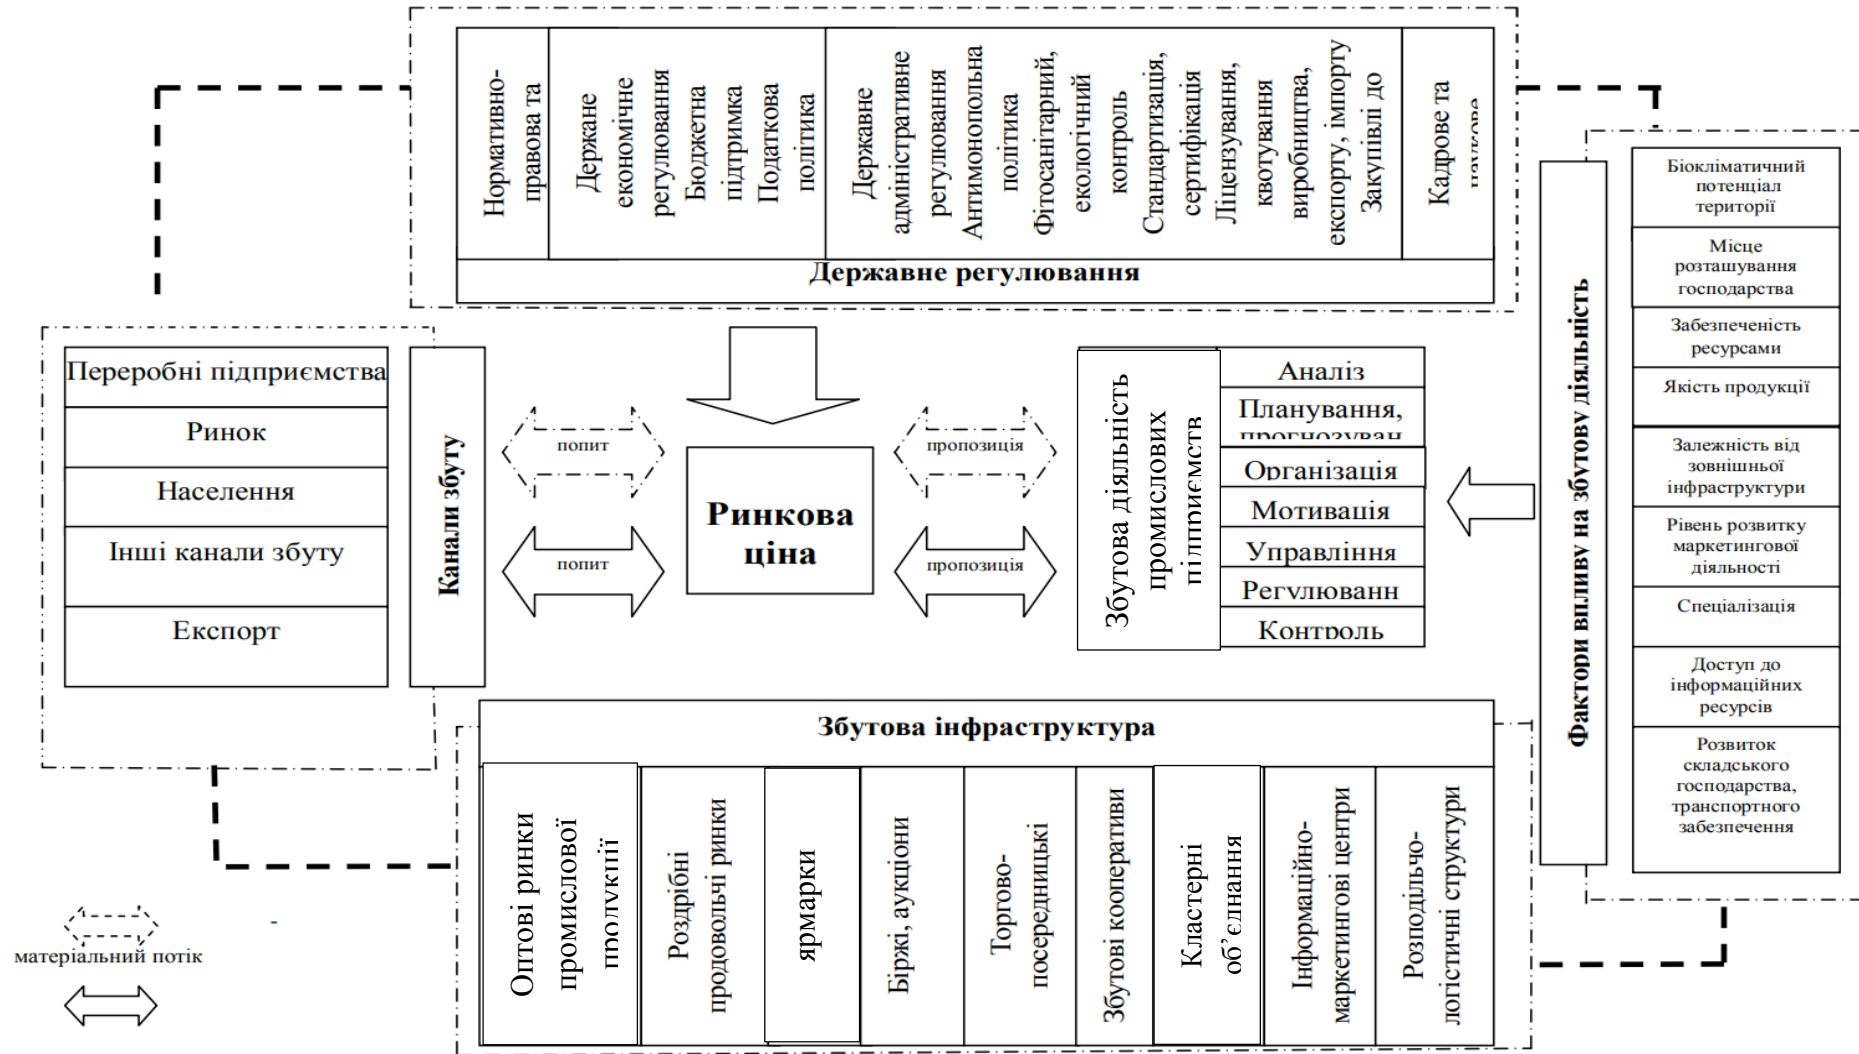 Нормативно-
правова та
Держане
економічне
регулювання
Бюджетна
підтримка
Податкова
політика
Державне
адміністративне
регулювання
Антимонопольна
політика
Фітосанітарний,
екологічний
контроль
Стандартизація,
сертифікація
Ліцензування,
квотування
виробництва,
експорту, імпорту
Закупівлі до
Кадрове та
наукове
Державне регулювання
Переробні підприємства
Ринок
Населення
Інші канали збуту
Експорт
Канали збуту
попит
попит
Ринкова
ціна
пропозиція
пропозиція
Збутова діяльність
промислових
підприємств
Аналіз
Планування,
прогнозуван
Організація
Мотивація
Управління
Регулюванн
Контроль
Фактори впливу на збутову діяльність
Біокліматичний
потенціал
території
Місце
розташування
господарства
Забезпеченість
ресурсами
Якість продукції
Залежність від
зовнішньої
інфраструктури
Рівень розвитку
маркетингової
діяльності
Спеціалізація
Доступ до
інформаційних
ресурсів
Розвиток
складського
господарства,
транспортного
забезпечення
Збутова інфраструктура
Оптові ринки
промислової
продукції
Роздрібні
продовольчі ринки
ярмарки
Біржі, аукціони
Торгово-
посередницькі
Збутові кооперативи
Кластерні
об’єднання
Інформаційно-
маркетингові центри
Розподільчо-
логістичні структури
-
матеріальний потік